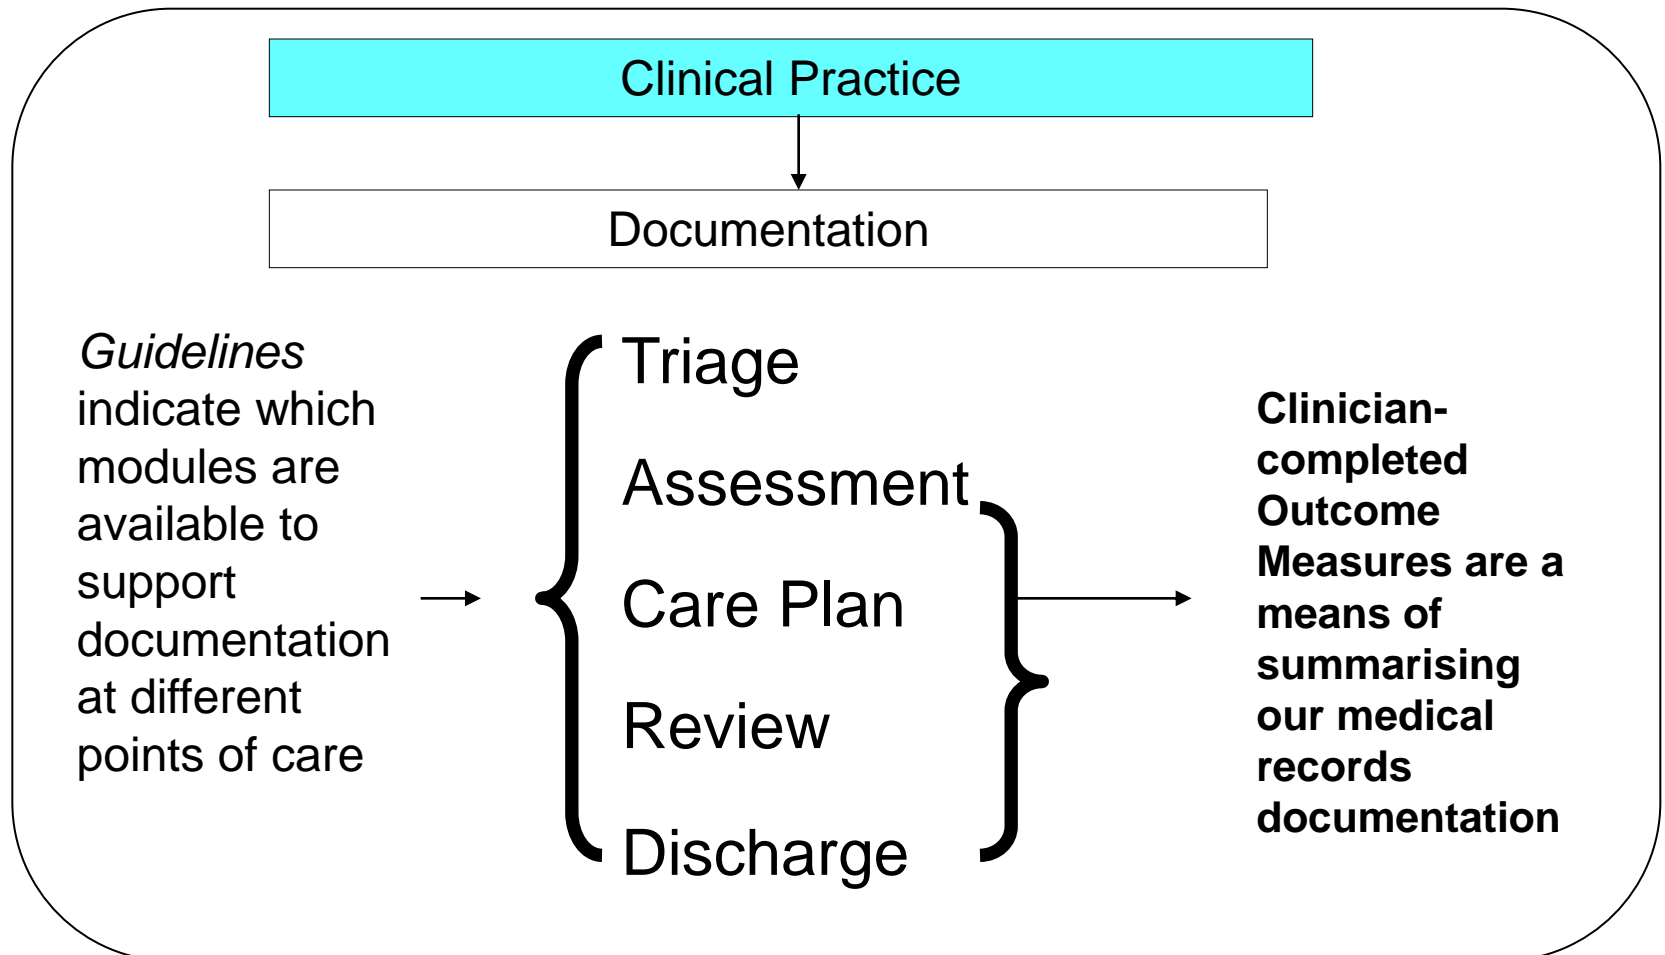 Clinical Practice
Documentation
Guidelines
indicate which
modules are
available to
support
documentation
at different
points of care
Triage
Assessment
Care Plan
Review
Discharge
Clinician-
completed
Outcome
Measures are a
means of
summarising
our medical
records
documentation